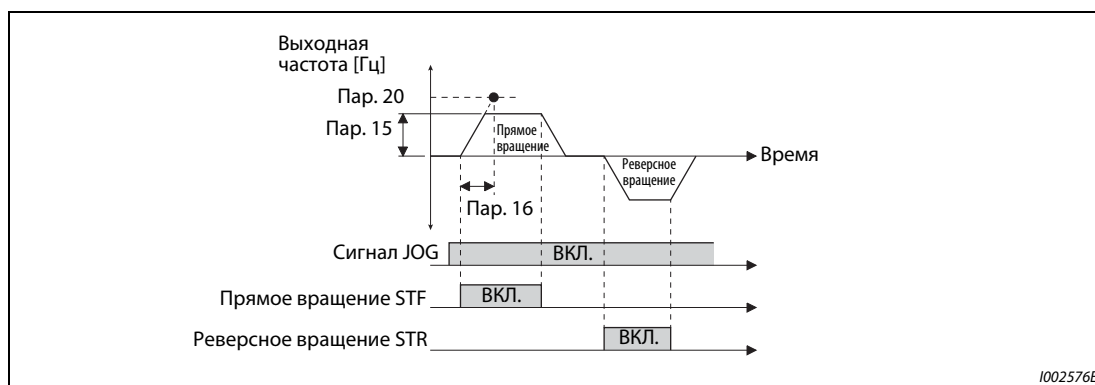 Выходная
частота [Гц]
Пар. 20
Пар. 15
Прямое
вращение
Время
Реверсное
вращение
Пар. 16
Сигнал JOG
ВКЛ.
Прямое вращение STF
ВКЛ.
Реверсное вращение STR
ВКЛ.
I002576E